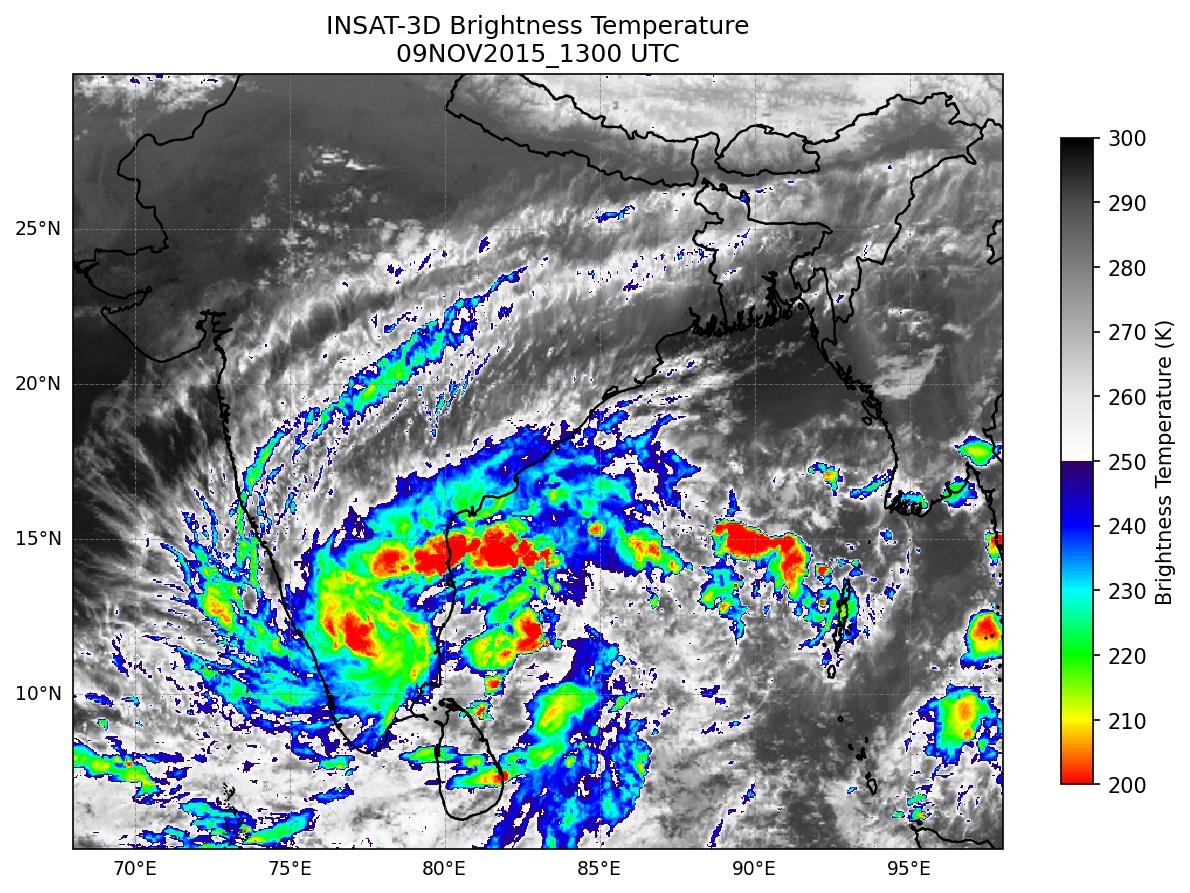 INSAT-3D Brightness Temperature
09NOV2015_1300 UTC
25°N
20°N
15°N
10°N
70°E
75°E
80°E
85°E
90°E
95°E
300
290
280
270
260
250
240
230
220
210
200
Brightness Temperature (K)